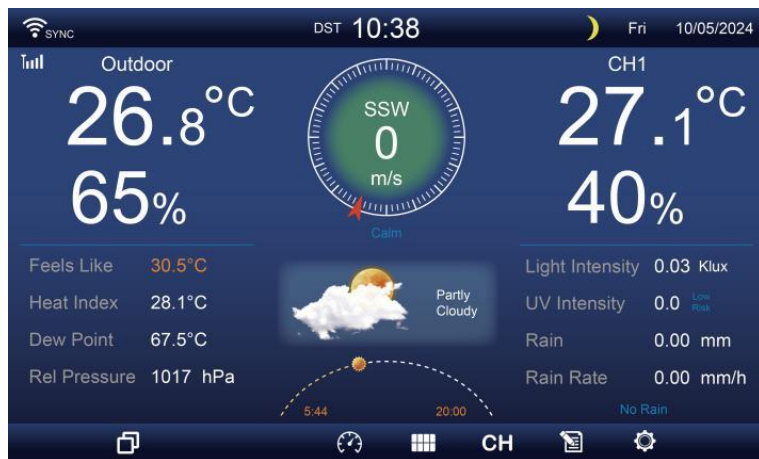 SYNC DST 10:38 Fri 10/05/2024
Outdoor
26.8°C
65%
SSW
0
m/s
Calm
CH1
27.1°C
40%
Feels Like 30.5°C
Heat Index 28.1°C
Dew Point 67.5°C
Rel Pressure 1017 hPa
Partly
Cloudy
5:44 20:00
Light Intensity 0.03 Klux
UV Intensity 0.0 Low
Risk
Rain 0.00 mm
Rain Rate 0.00 mm/h
No Rain
CH